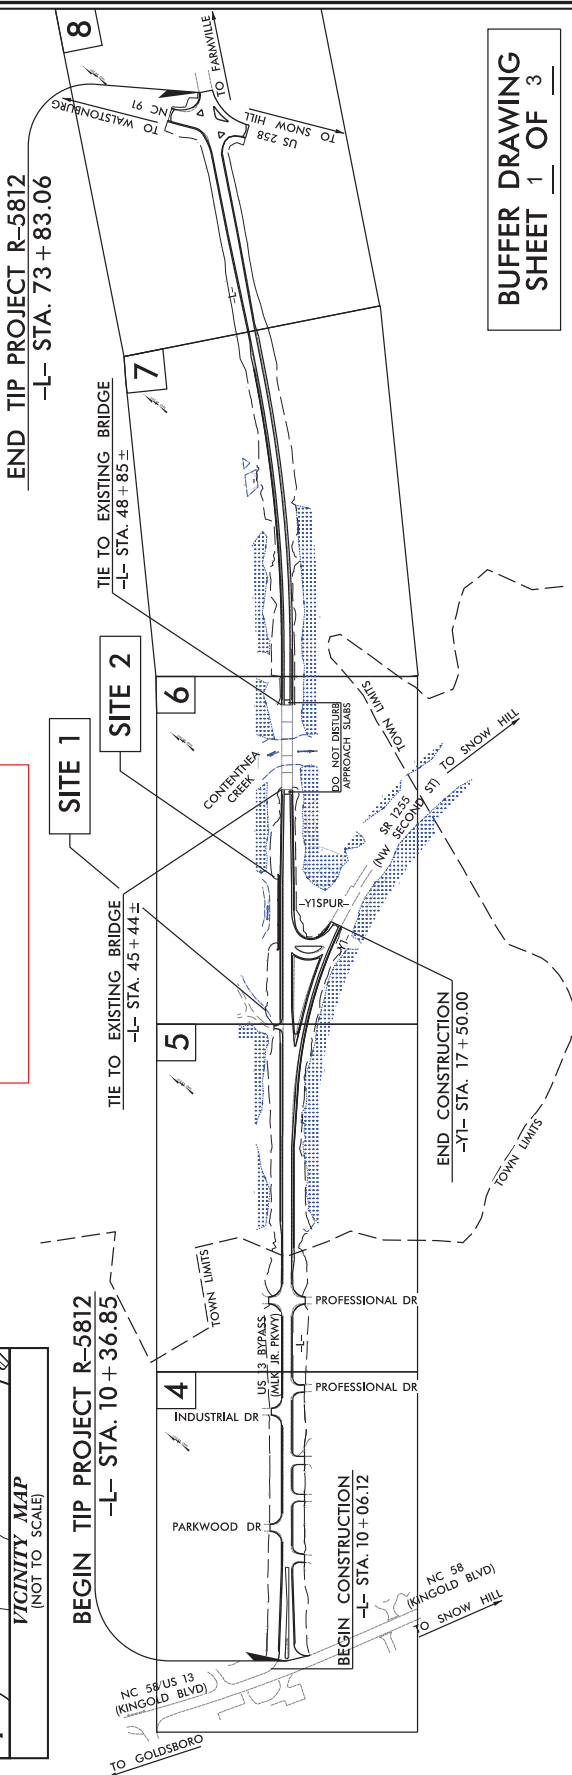 VICINITY MAP
(NOT TO SCALE)
BEGIN TIP PROJECT R-5812
-L- STA. 10+36.85
END TIP PROJECT R-5812
-L- STA. 73+83.06
SITE 1
SITE 2
TIE TO EXISTING BRIDGE
-L- STA. 45+44±
TIE TO EXISTING BRIDGE
-L- STA. 48+85±
4
5
6
7
8
TO GOLDSBORO
NC 58/US 13
(KINGOLD BLVD)
PARKWOOD DR
INDUSTRIAL DR
US 13 BYPASS
(MLK JR. PKWY)
TOWN LIMITS
-L-
PROFESSIONAL DR
PROFESSIONAL DR
BEGIN CONSTRUCTION
-L- STA. 10+06.12
NC 58
(KINGOLD BLVD)
TO SNOW HILL
CONTENTNEA
CREEK
DO NOT DISTURB
APPROACH SLABS
-Y1SPUR-
-Y1-
SR 1255
(NW SECOND ST)
TO SNOW HILL
TOWN LIMITS
END CONSTRUCTION
-Y1- STA. 17+50.00
TOWN LIMITS
-L-
TO WALSTONBURG
NC 91
TO FARMVILLE
US 258
TO SNOW HILL
BUFFER DRAWING
SHEET 1 OF 3